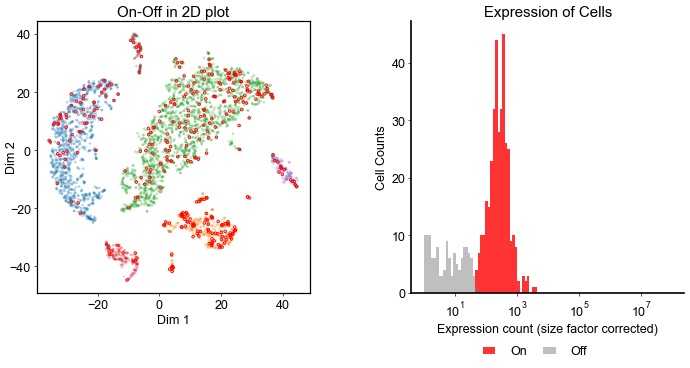 On-Off in 2D plot
40
20
0
−20
−40
Dim 2
−20
0
20
40
Dim 1
Expression of Cells
40
30
20
10
0
Cell Counts
10^1
10^3
10^5
10^7
Expression count (size factor corrected)
On
Off